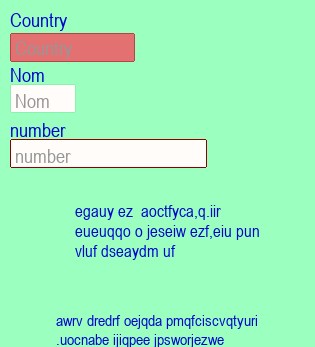 Country
Country
Nom
Nom
number
number
egauy ez  aoctfyca,q.iir
eueuqqo o jeseiw ezf,eiu pun
vluf dseaydm uf
awrv dredrf oejqda pmqfciscvqtyuri
.uocnabe ijiqpee jpsworjezwe